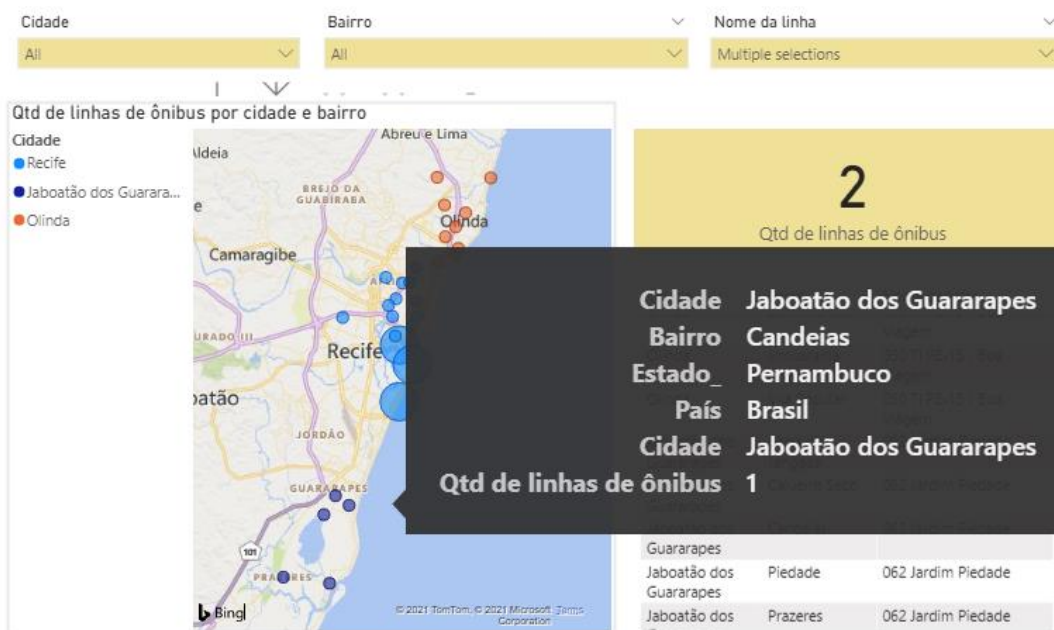 Cidade
Bairro
Nome da linha
All
All
Multiple selections
Qtd de linhas de ônibus por cidade e bairro
Cidade
Recife
Jaboatão dos Guarara...
Olinda
Abreu e Lima
Aldeia
BREJO DA
GUABIRABA
Olinda
Camaragibe
Recife
JORDÃO
GUARARAPES
101
PRAZERES
Bing
© 2021 TomTom, © 2021 Microsoft Corporation Terms
2
Qtd de linhas de ônibus
Cidade Jaboatão dos Guararapes
Bairro Candeias
Estado_ Pernambuco
País Brasil
Cidade Jaboatão dos Guararapes
Qtd de linhas de ônibus 1
Guararapes
Jaboatão dos Piedade 062 Jardim Piedade
Guararapes
Jaboatão dos Prazeres 062 Jardim Piedade